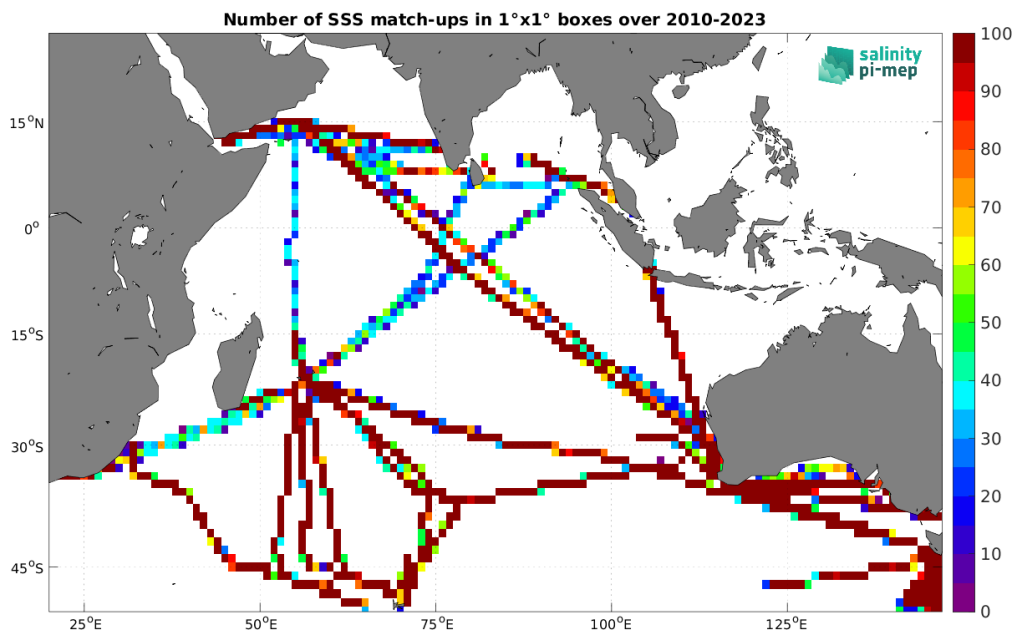 Number of SSS match-ups in 1°x1° boxes over 2010-2023
salinity
pi-mep
15°N
0°
15°S
30°S
45°S
25°E
50°E
75°E
100°E
125°E
100
90
80
70
60
50
40
30
20
10
0